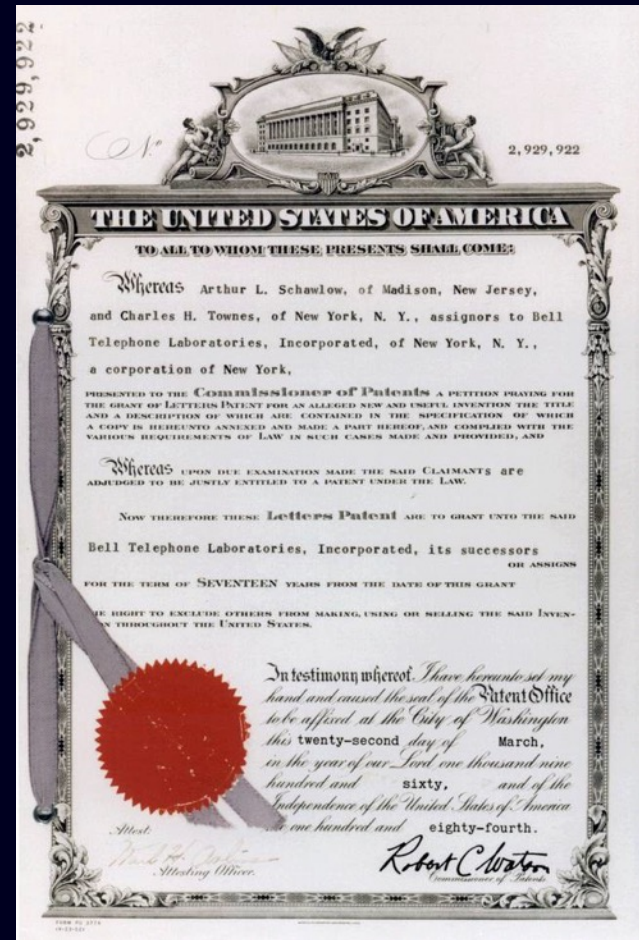 2,929,922
No.
2,929,922
THE UNITED STATES OF AMERICA
TO ALL TO WHOM THESE PRESENTS SHALL COME:
Whereas Arthur L. Schawlow, of Madison, New Jersey,
and Charles H. Townes, of New York, N. Y., assignors to Bell
Telephone Laboratories, Incorporated, of New York, N. Y.,
a corporation of New York,
PRESENTED TO THE Commissioner of Patents A PETITION PRAYING FOR
THE GRANT OF LETTERS PATENT FOR AN ALLEGED NEW AND USEFUL INVENTION THE TITLE
AND A DESCRIPTION OF WHICH ARE CONTAINED IN THE SPECIFICATION OF WHICH
A COPY IS HEREUNTO ANNEXED AND MADE A PART HEREOF, AND COMPLIED WITH THE
VARIOUS REQUIREMENTS OF LAW IN SUCH CASES MADE AND PROVIDED, AND
Whereas UPON DUE EXAMINATION MADE THE SAID CLAIMANTs are
ADJUDGED TO BE JUSTLY ENTITLED TO A PATENT UNDER THE LAW.
NOW THEREFORE THESE Letters Patent ARE TO GRANT UNTO THE SAID
Bell Telephone Laboratories, Incorporated, its successors
OR ASSIGNS
FOR THE TERM OF SEVENTEEN YEARS FROM THE DATE OF THIS GRANT
HE RIGHT TO EXCLUDE OTHERS FROM MAKING, USING OR SELLING THE SAID INVEN-
ON THROUGHOUT THE UNITED STATES.
In testimony whereof I have hereunto set my
hand and caused the seal of the Patent Office
to be affixed at the City of Washington
this twenty-second day of March,
in the year of our Lord one thousand nine
hundred and sixty, and of the
Independence of the United States of America
e one hundred and eighty-fourth.
Attest:
Attesting Officer.
Robert C Watson
Commissioner of Patents